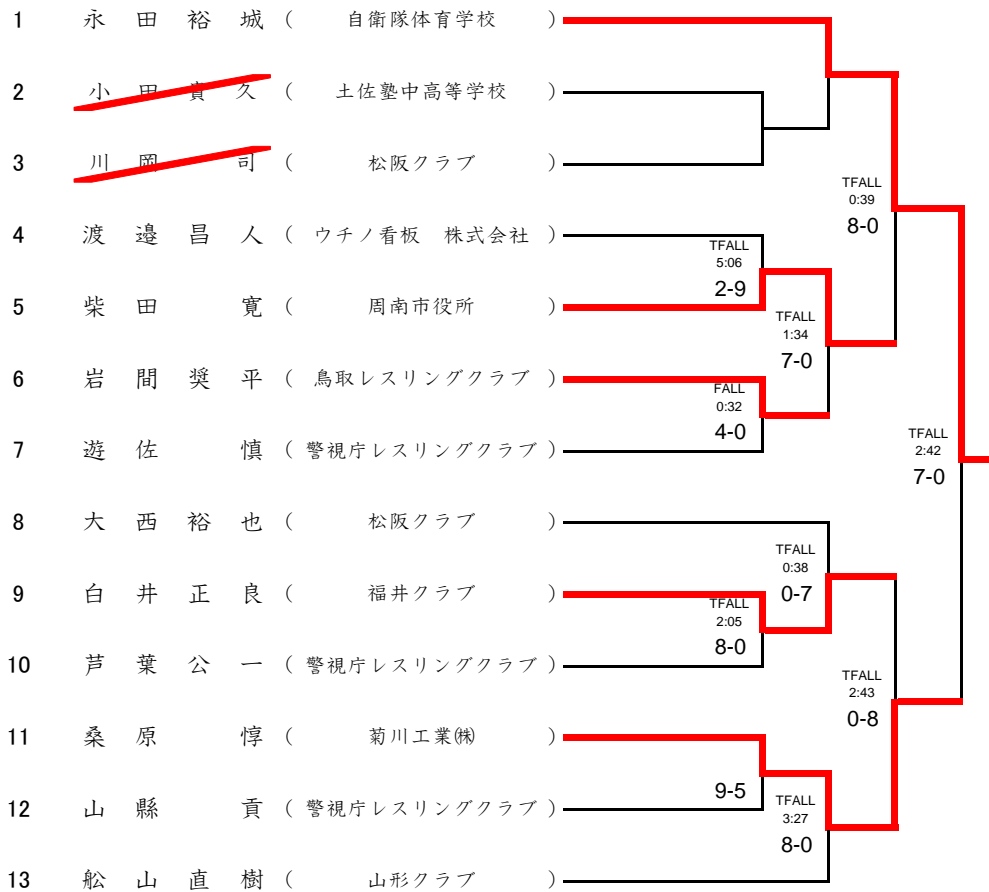 1 永田裕城 ( 自衛隊体育学校 )
2 小田貴久 ( 土佐塾中高等学校 )
3 川岡 司 ( 松阪クラブ )
TFALL
0:39
8-0
4 渡邉昌人 ( ウチノ看板 株式会社 )
TFALL
5:06
2-9
5 柴田 寛 ( 周南市役所 )
TFALL
1:34
7-0
6 岩間奨平 ( 鳥取レスリングクラブ )
FALL
0:32
4-0
7 遊佐 慎 ( 警視庁レスリングクラブ )
TFALL
2:42
7-0
8 大西裕也 ( 松阪クラブ )
TFALL
0:38
0-7
9 白井正良 ( 福井クラブ )
TFALL
2:05
8-0
10 芦葉公一 ( 警視庁レスリングクラブ )
TFALL
2:43
0-8
11 桑原 惇 ( 菊川工業㈱ )
9-5
12 山縣 貢 ( 警視庁レスリングクラブ )
TFALL
3:27
8-0
13 舩山直樹 ( 山形クラブ )